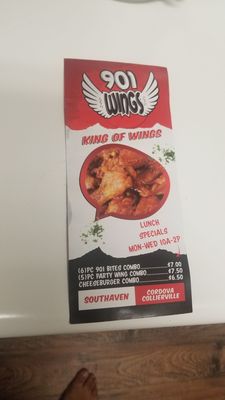 901
WINGS
KING OF WINGS
LUNCH
SPECIALS
MON-WED 10A-2P
(6)PC 901 BITES COMBO $7.00
(5)PC PARTY WING COMBO $7.50
CHEESEBURGER COMBO $6.50
SOUTHAVEN
CORDOVA
COLLIERVILLE